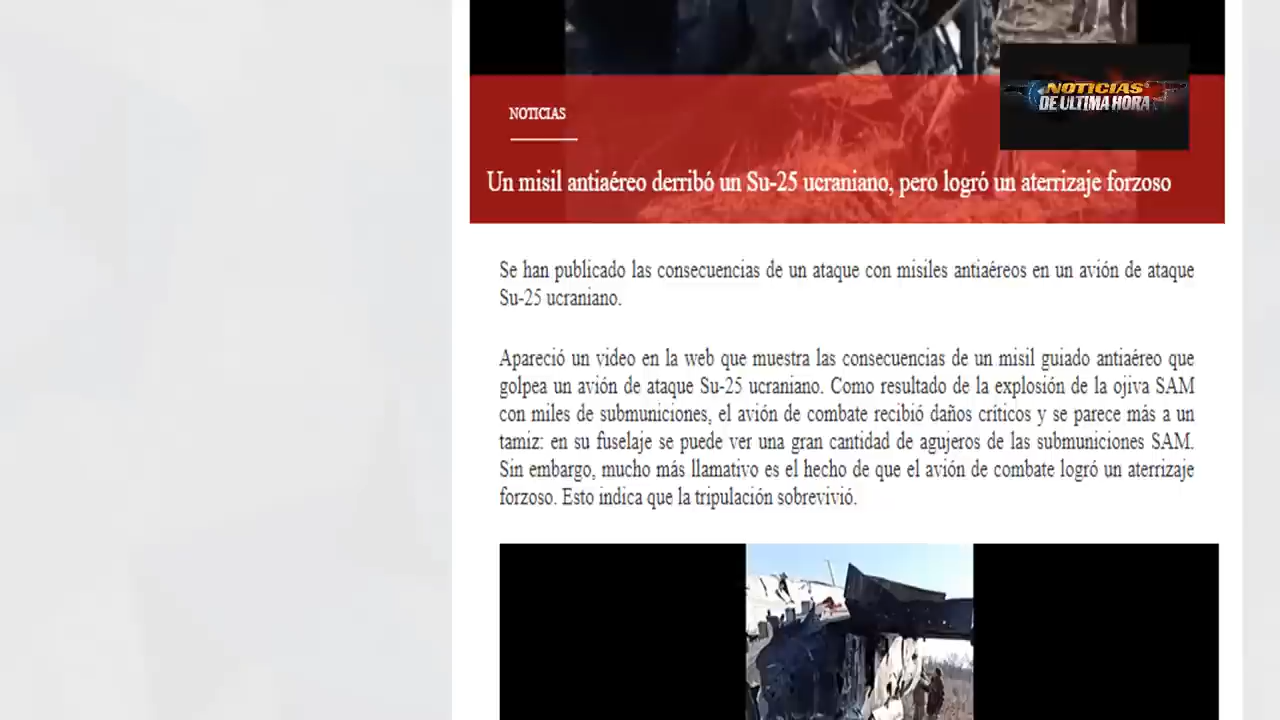 NOTICIAS
DE ULTIMA HORA
NOTICIAS
Un misil antiaéreo derribó un Su-25 ucraniano, pero logró un aterrizaje forzoso
Se han publicado las consecuencias de un ataque con misiles antiaéreos en un avión de ataque
Su-25 ucraniano.
Apareció un video en la web que muestra las consecuencias de un misil guiado antiaéreo que
golpea un avión de ataque Su-25 ucraniano. Como resultado de la explosión de la ojiva SAM
con miles de submuniciones, el avión de combate recibió daños críticos y se parece más a un
tamiz: en su fuselaje se puede ver una gran cantidad de agujeros de las submuniciones SAM.
Sin embargo, mucho más llamativo es el hecho de que el avión de combate logró un aterrizaje
forzoso. Esto indica que la tripulación sobrevivió.